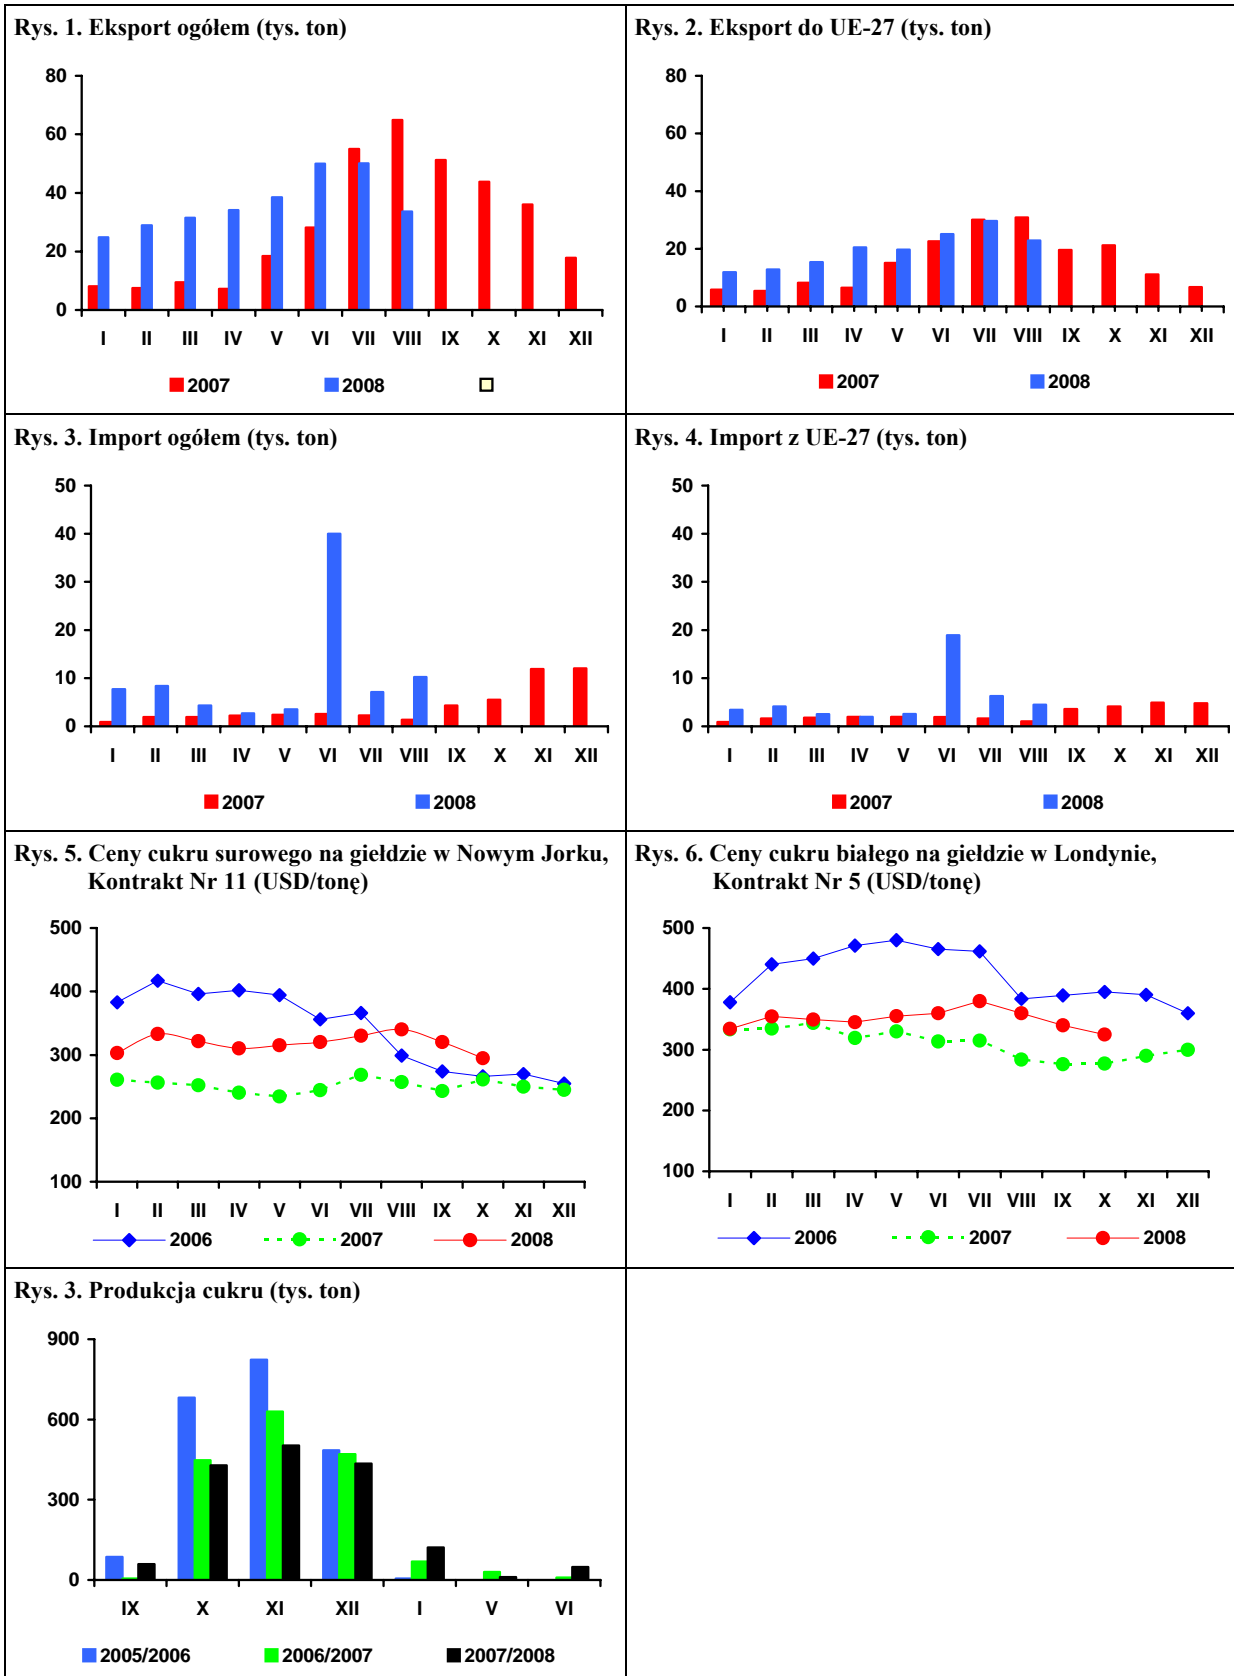 Rys. 1. Eksport ogółem (tys. ton)
80
60
40
20
0
I II III IV V VI VII VIII IX X XI XII
2007 2008
Rys. 2. Eksport do UE-27 (tys. ton)
80
60
40
20
0
I II III IV V VI VII VIII IX X XI XII
2007 2008
Rys. 3. Import ogółem (tys. ton)
50
40
30
20
10
0
I II III IV V VI VII VIII IX X XI XII
2007 2008
Rys. 4. Import z UE-27 (tys. ton)
50
40
30
20
10
0
I II III IV V VI VII VIII IX X XI XII
2007 2008
Rys. 5. Ceny cukru surowego na giełdzie w Nowym Jorku,
Kontrakt Nr 11 (USD/tonę)
500
400
300
200
100
I II III IV V VI VII VIII IX X XI XII
2006 2007 2008
Rys. 6. Ceny cukru białego na giełdzie w Londynie,
Kontrakt Nr 5 (USD/tonę)
500
400
300
200
100
I II III IV V VI VII VIII IX X XI XII
2006 2007 2008
Rys. 3. Produkcja cukru (tys. ton)
900
600
300
0
IX X XI XII I V VI
2005/2006 2006/2007 2007/2008